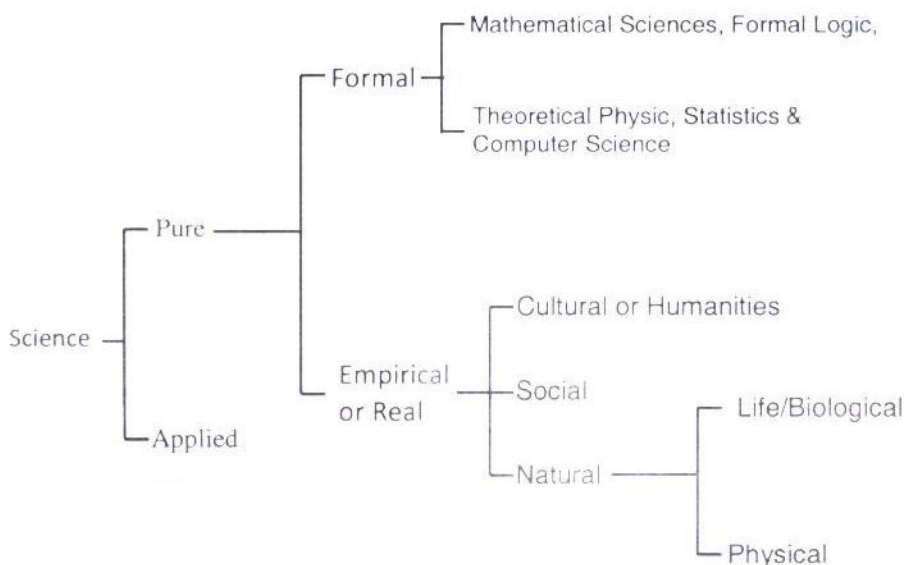 Mathematical Sciences, Formal Logic,
Formal
Theoretical Physic, Statistics &
Computer Science
Pure
Cultural or Humanities
Science
Empirical
or Real
Social
Life/Biological
Applied
Natural
Physical